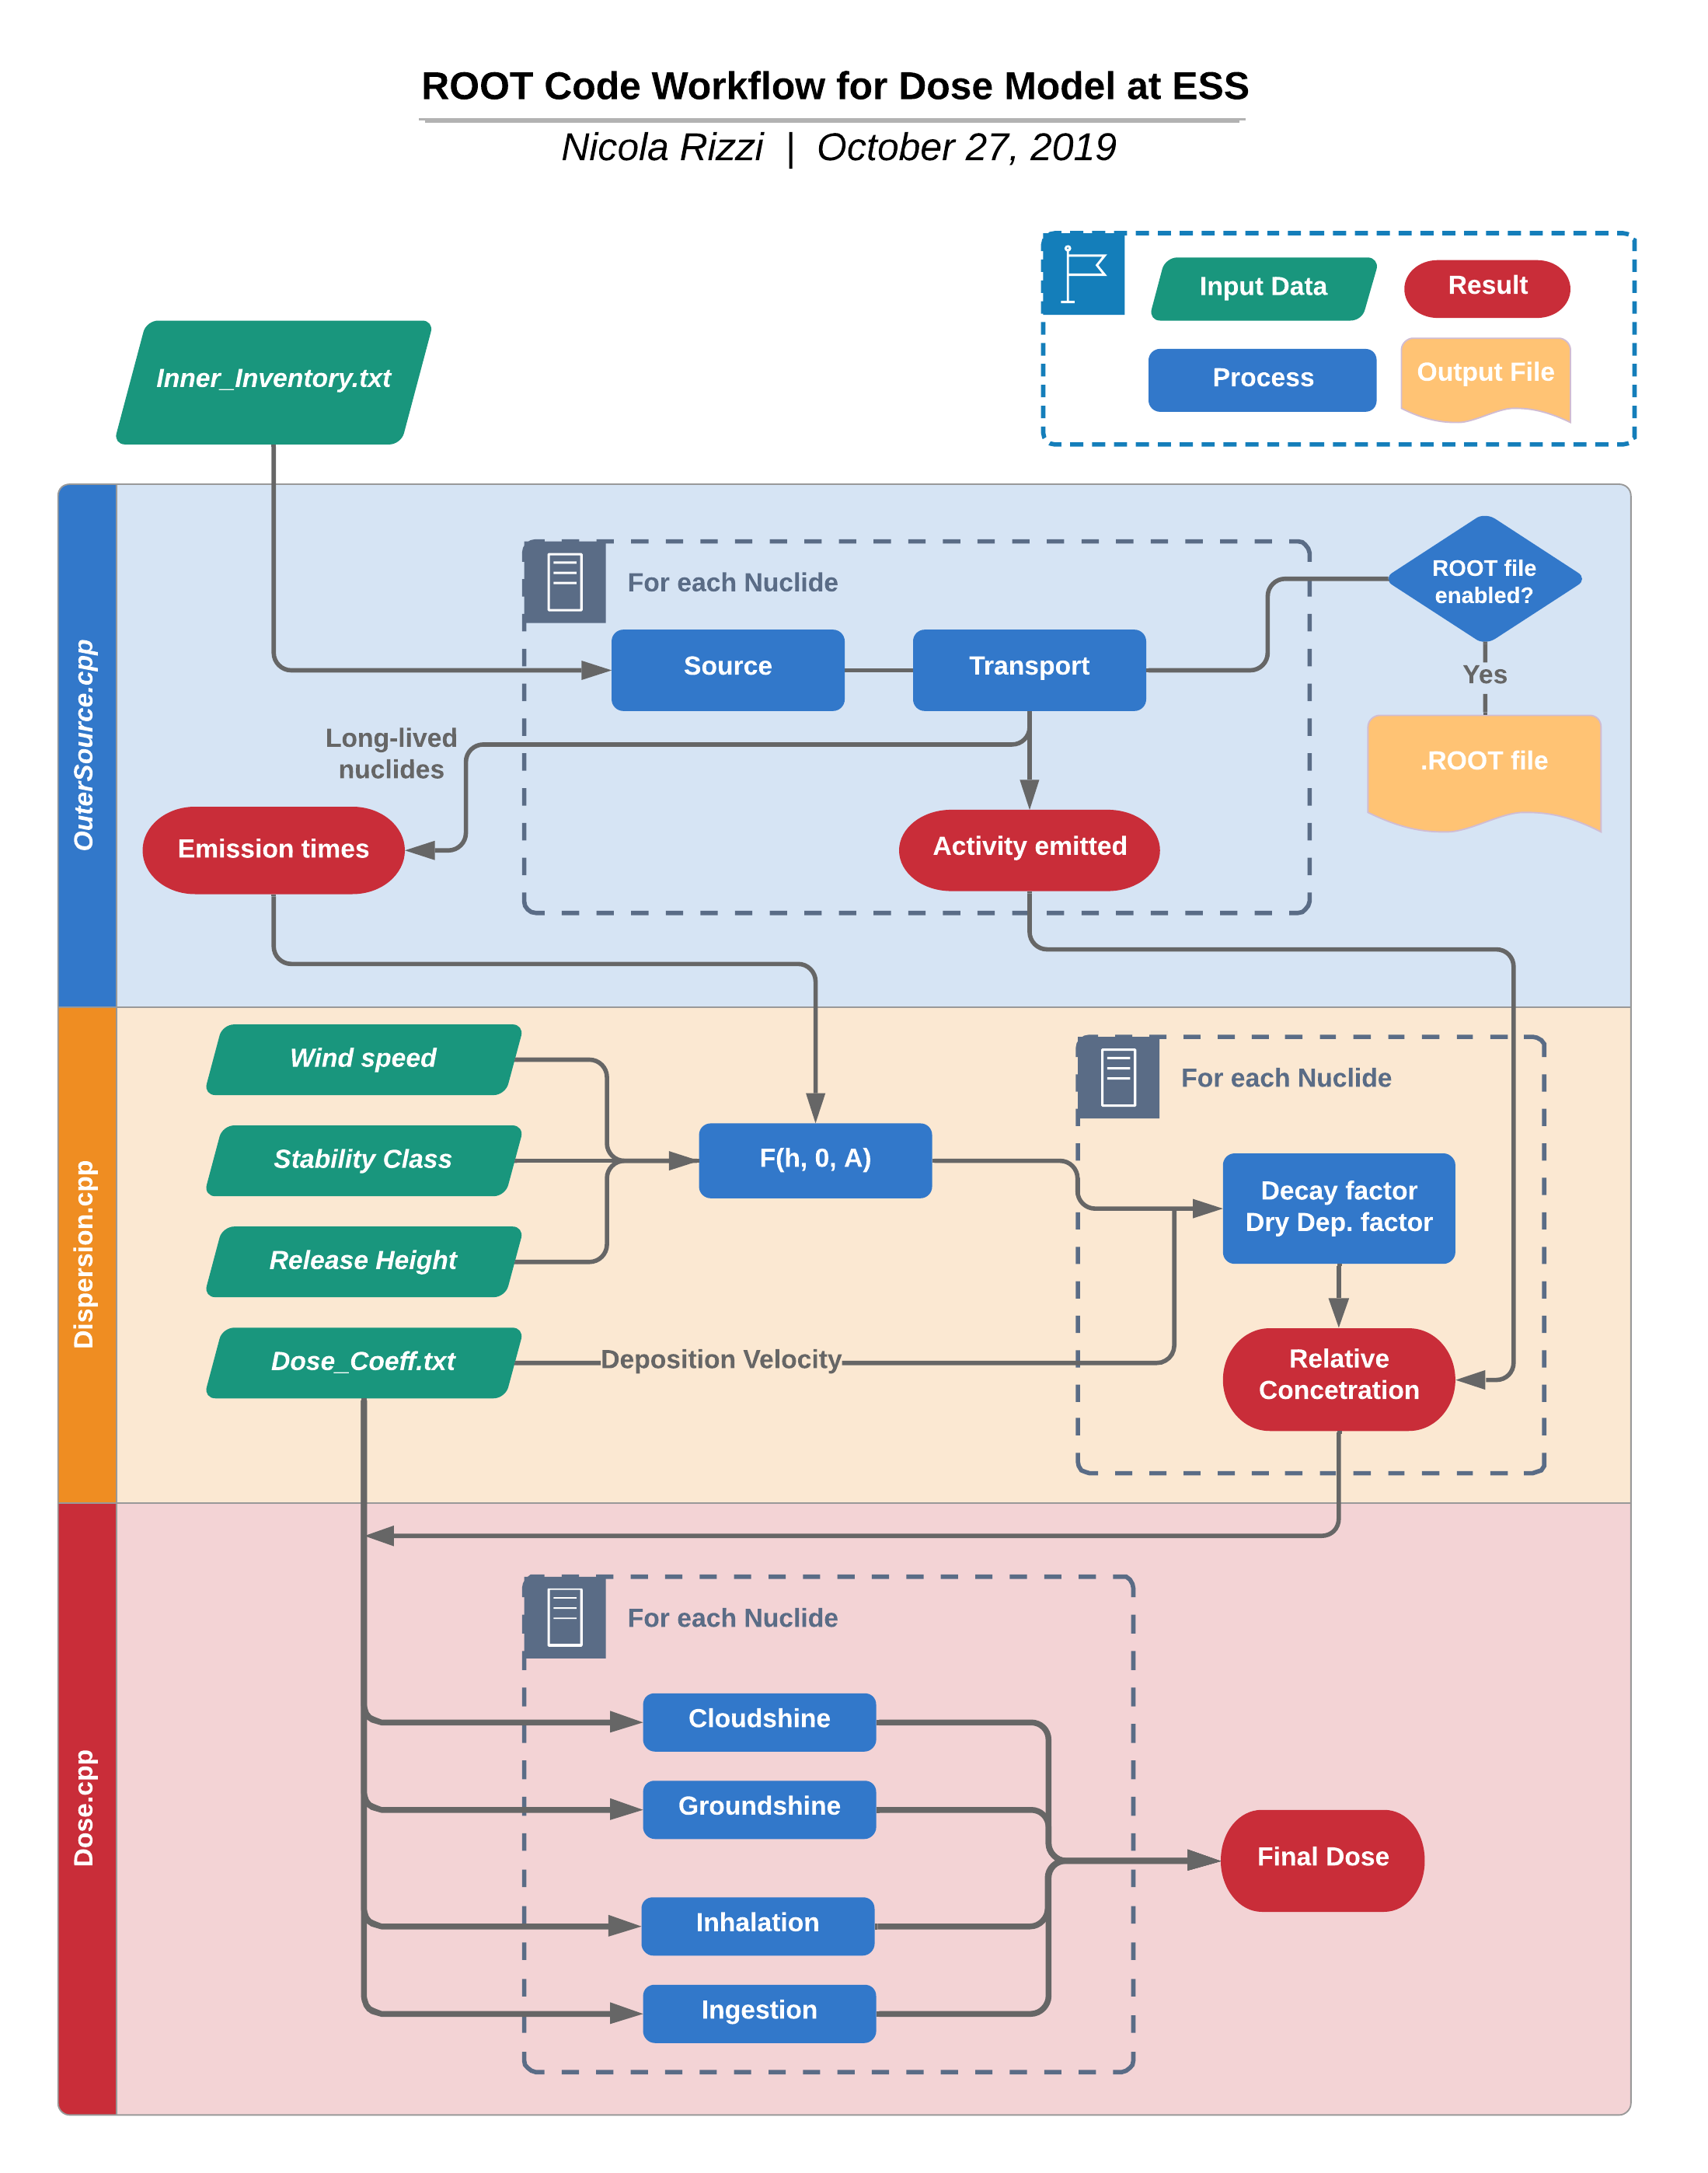 ROOT Code Workflow for Dose Model at ESS
Nicola Rizzi | October 27, 2019
Input Data
Result
Process
Output File
Inner_Inventory.txt
OuterSource.cpp
For each Nuclide
ROOT file
enabled?
Source
Transport
Yes
Long-lived
nuclides
.ROOT file
Emission times
Activity emitted
Dispersion.cpp
Wind speed
Stability Class
Release Height
Dose_Coeff.txt
F(h, 0, A)
Deposition Velocity
For each Nuclide
Decay factor
Dry Dep. factor
Relative
Concetration
Dose.cpp
For each Nuclide
Cloudshine
Groundshine
Inhalation
Ingestion
Final Dose